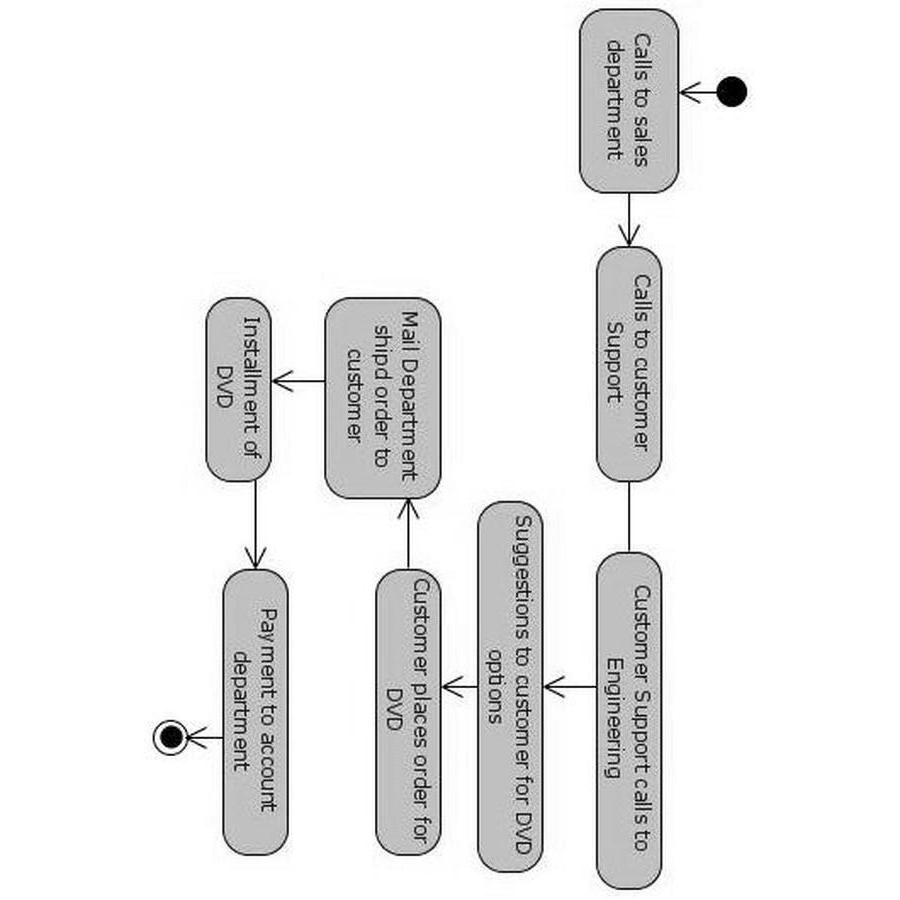 Calls to sales
department
Calls to customer
Support
Customer Support calls to
Engineering
Suggestions to customer for DVD
options
Customer places order for
DVD
Mail Department
shipd order to
customer
Installment of
DVD
Payment to account
department